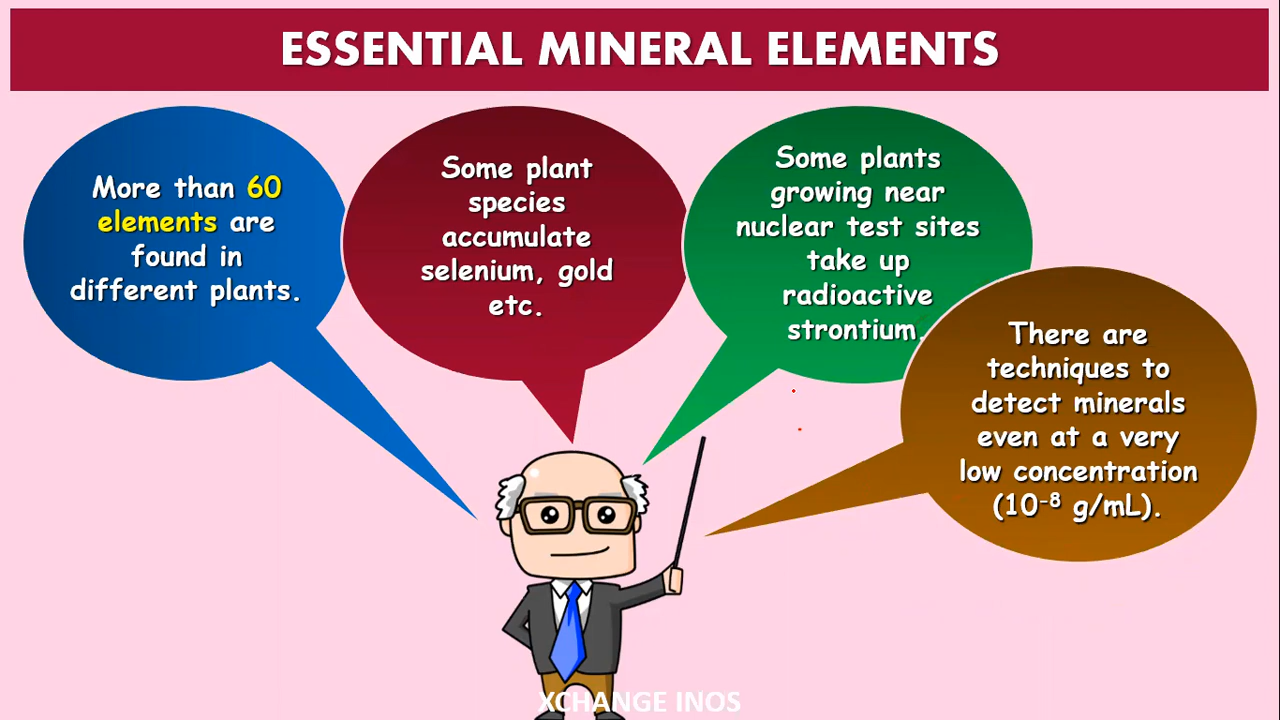 ESSENTIAL MINERAL ELEMENTS
More than 60
elements are
found in
different plants.
Some plant
species
accumulate
selenium, gold
etc.
Some plants
growing near
nuclear test sites
take up
radioactive
strontium.
There are
techniques to
detect minerals
even at a very
low concentration
(10⁻⁸ g/mL).
XCHANGE INOS